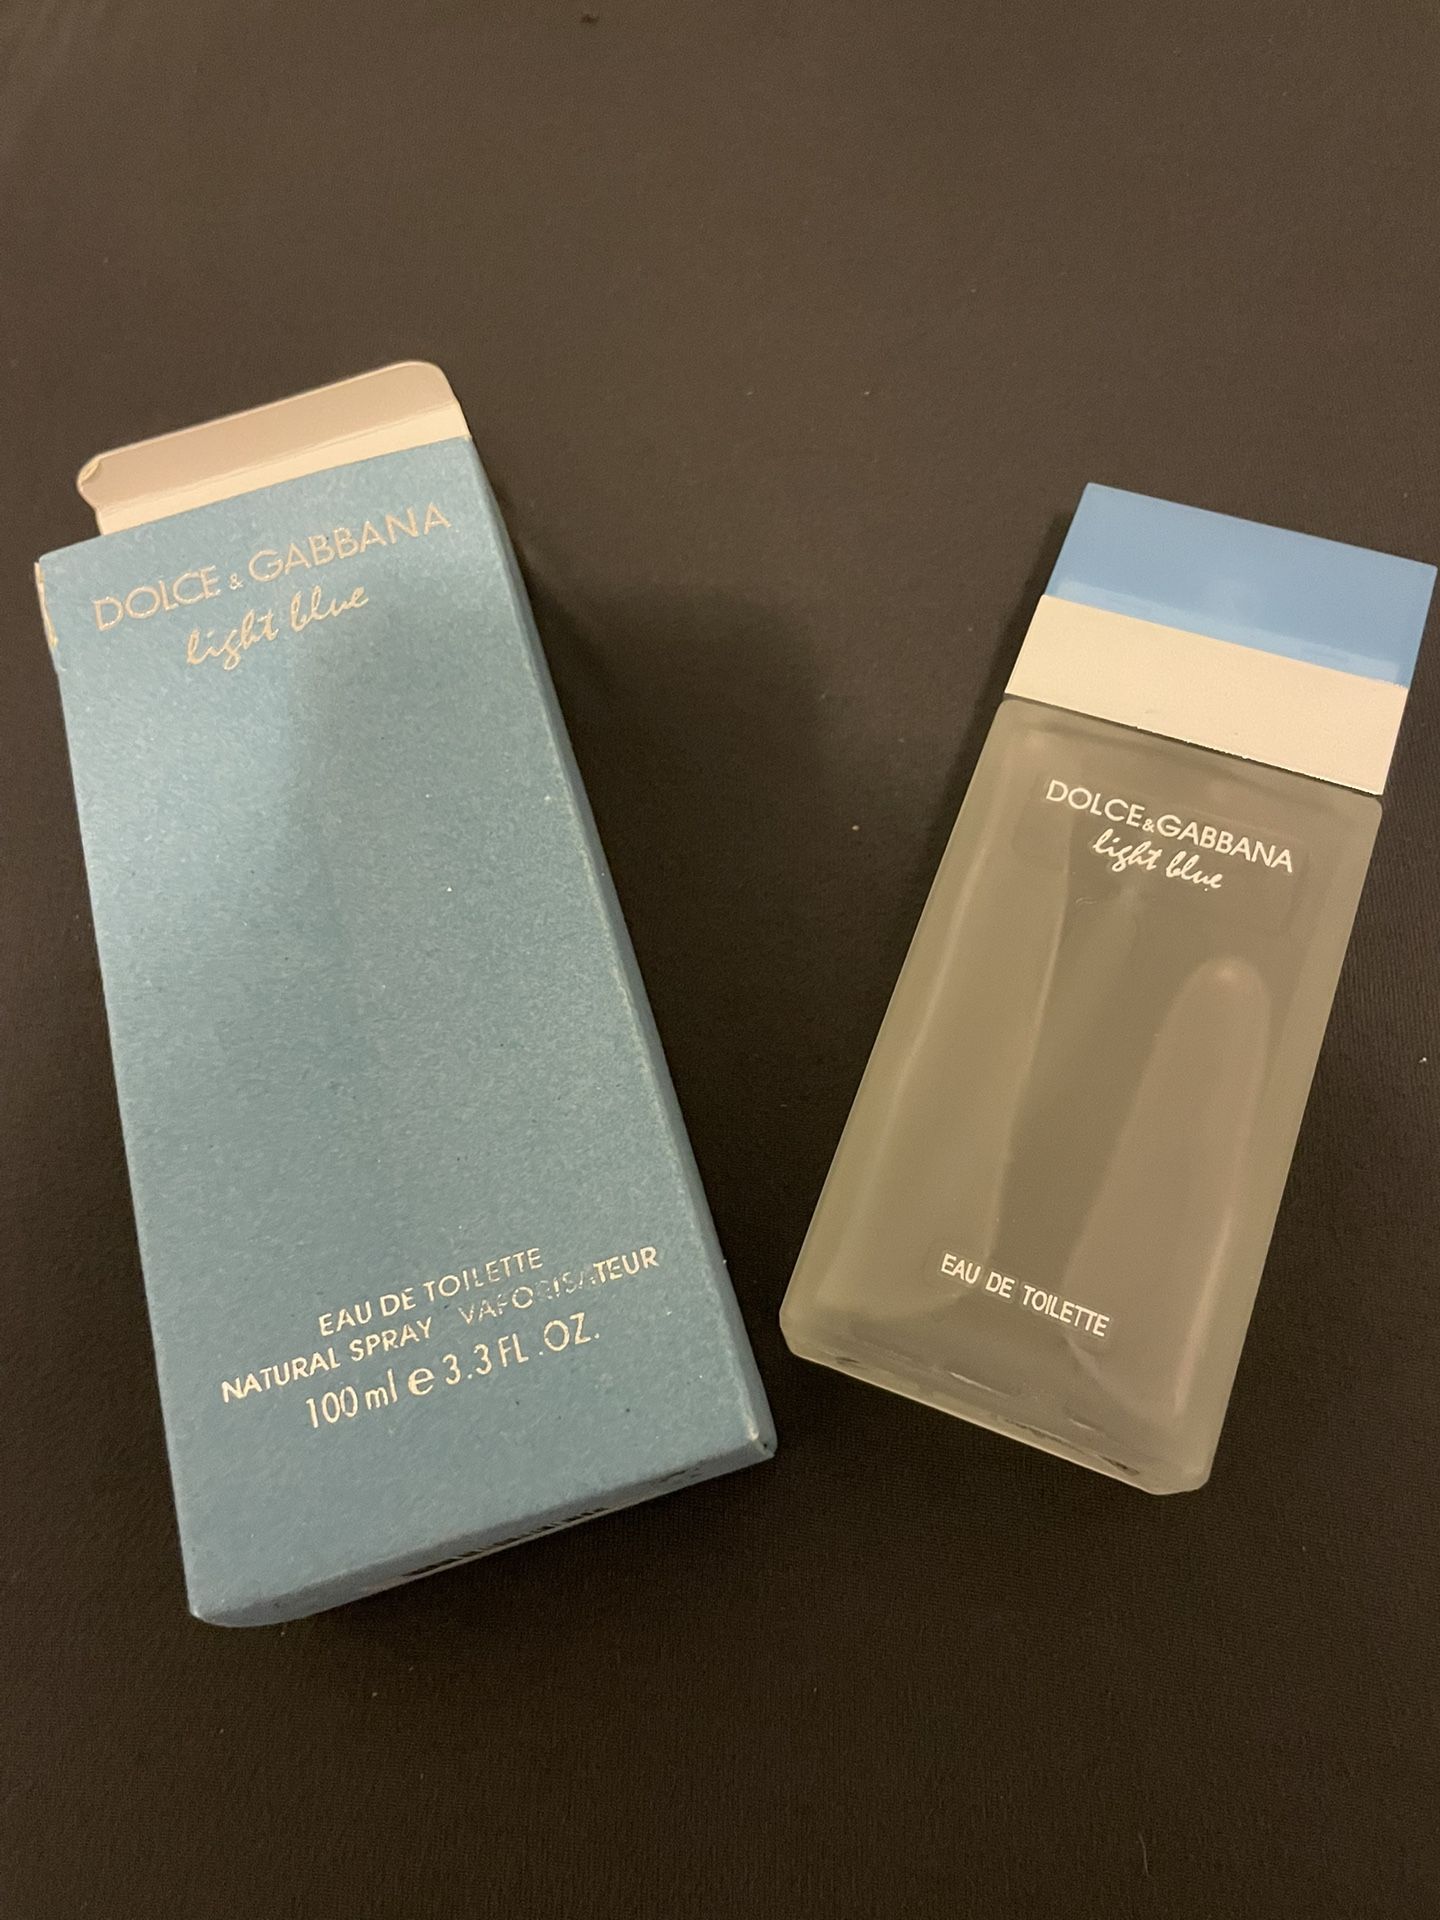 DOLCE & GABBANA
light blue
EAU DE TOILETTE
NATURAL SPRAY VAPORISATEUR
100 ml e 3.3 FL.OZ.
DOLCE&GABBANA
light blue
EAU DE TOILETTE